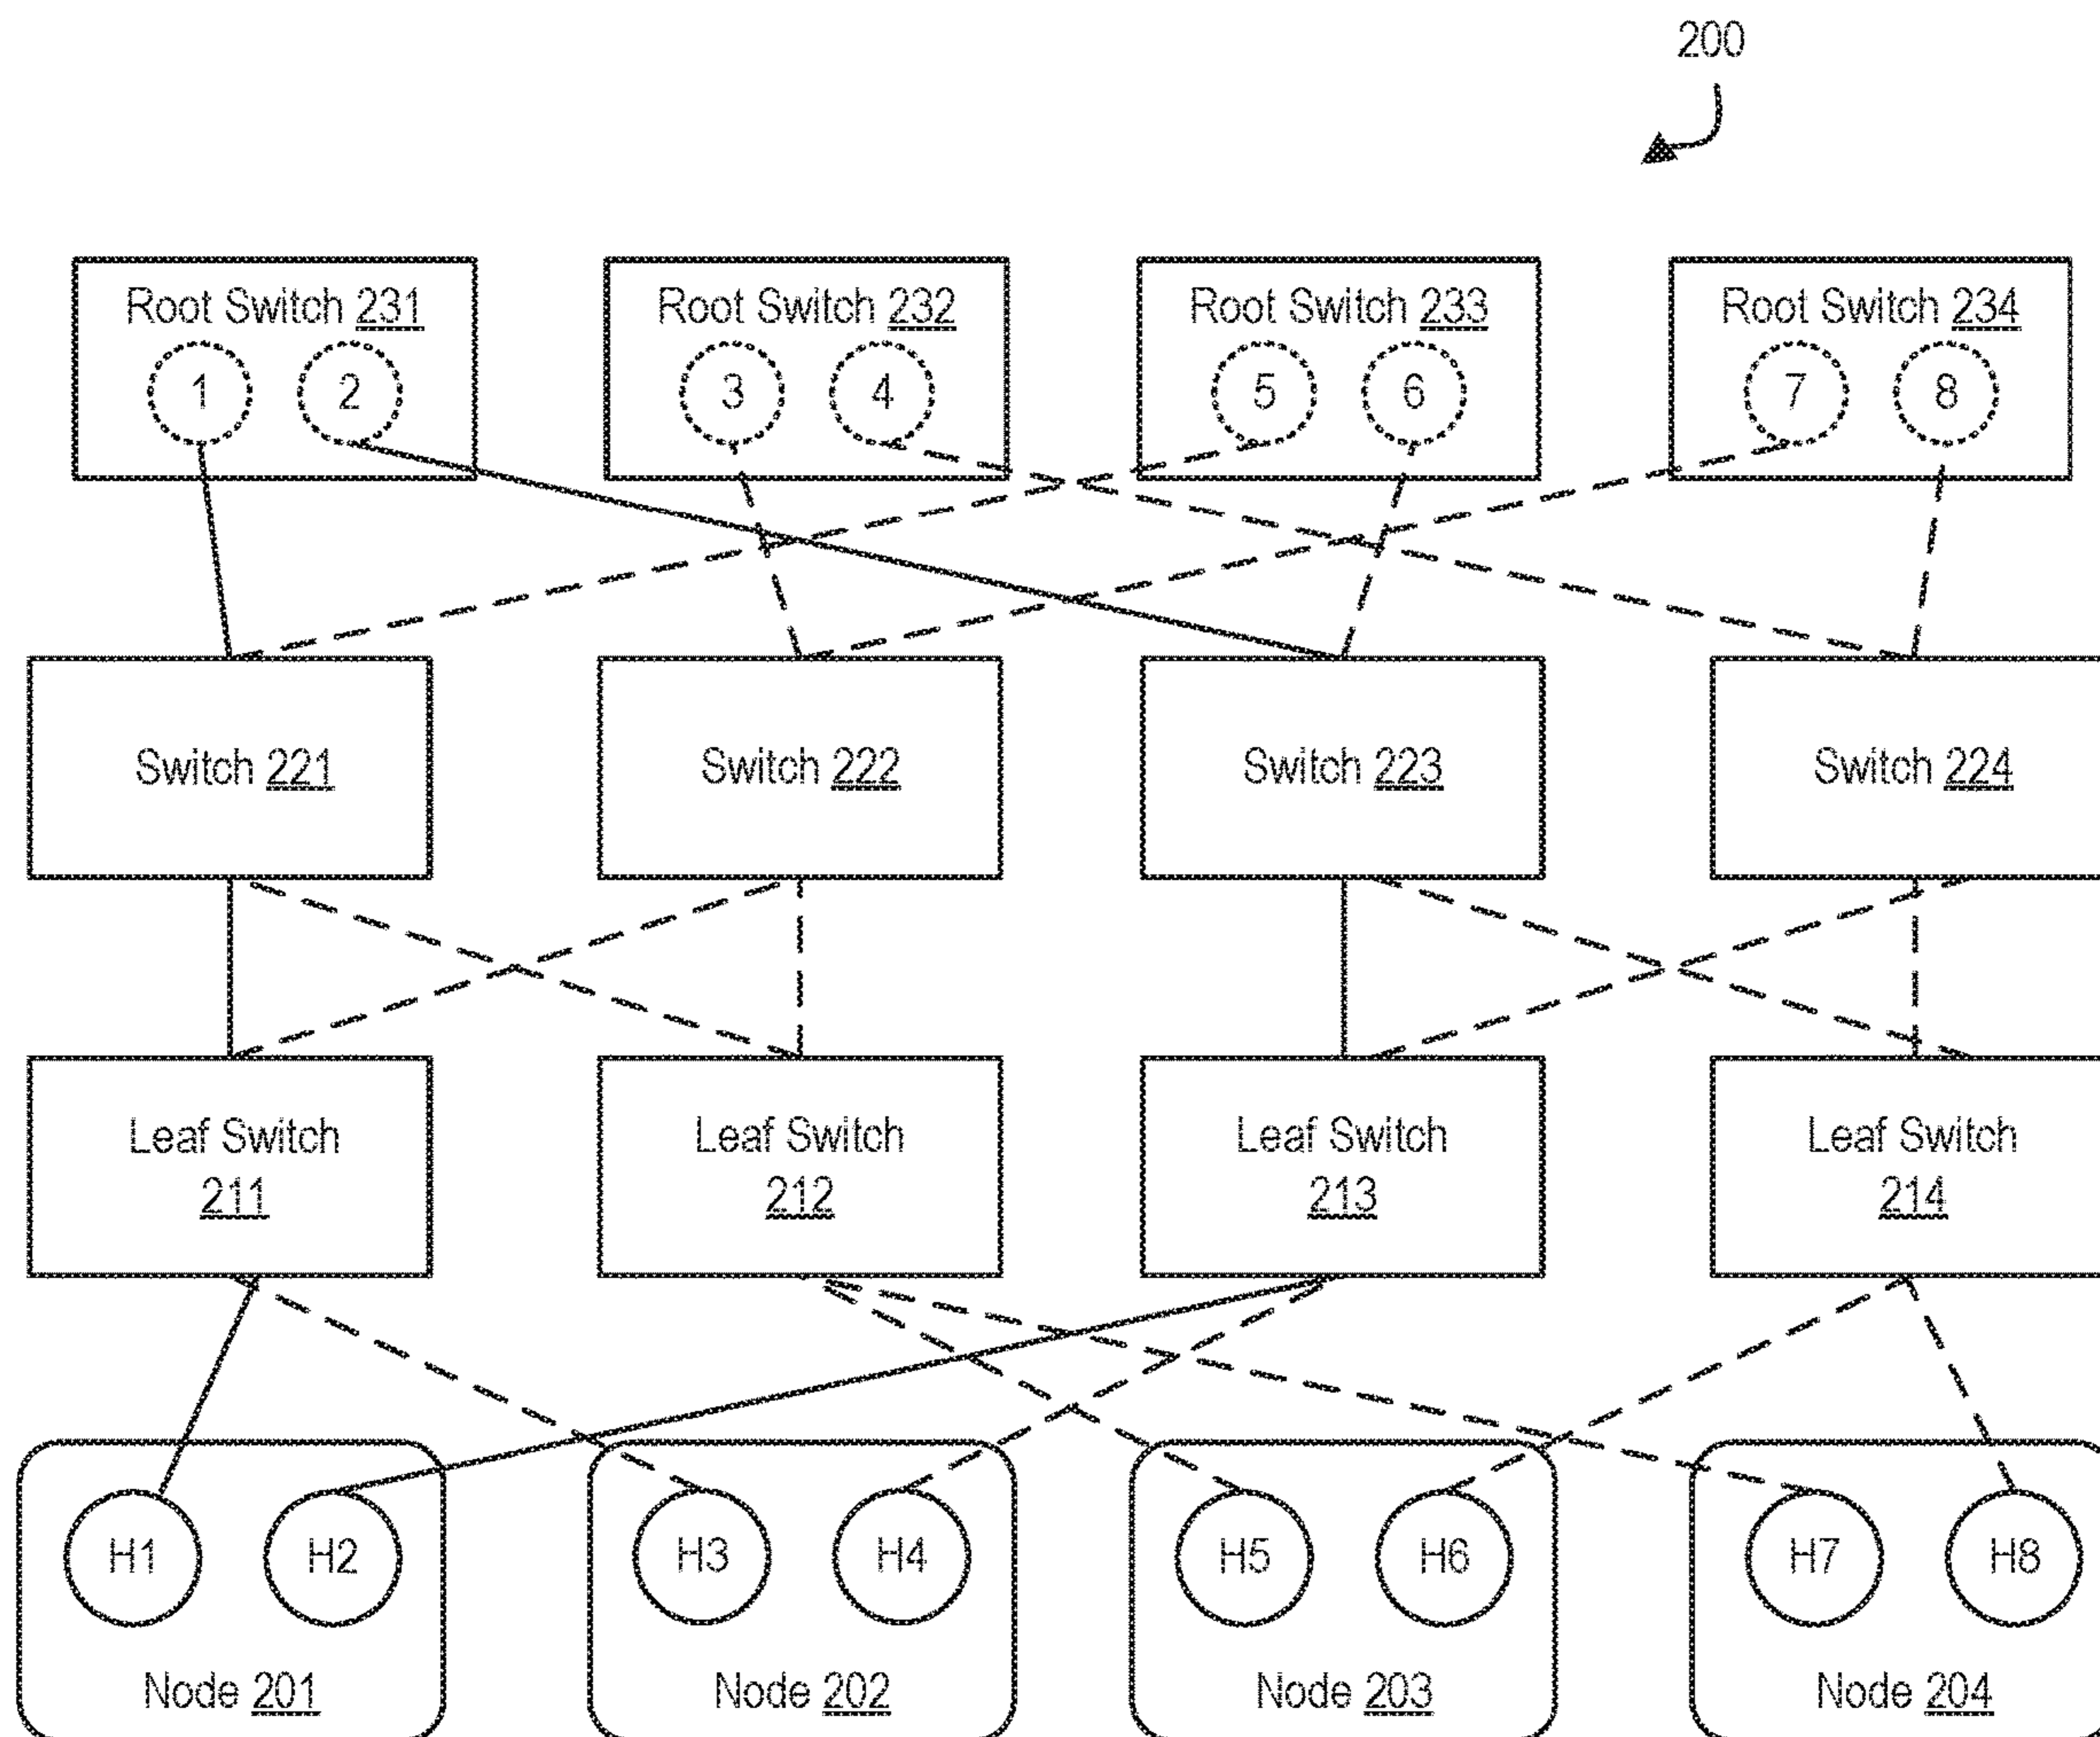 200
Root Switch 231
Root Switch 232
Root Switch 233
Root Switch 234
1
2
3
4
5
6
7
8
Switch 221
Switch 222
Switch 223
Switch 224
Leaf Switch
211
Leaf Switch
212
Leaf Switch
213
Leaf Switch
214
H1
H2
H3
H4
H5
H6
H7
H8
Node 201
Node 202
Node 203
Node 204